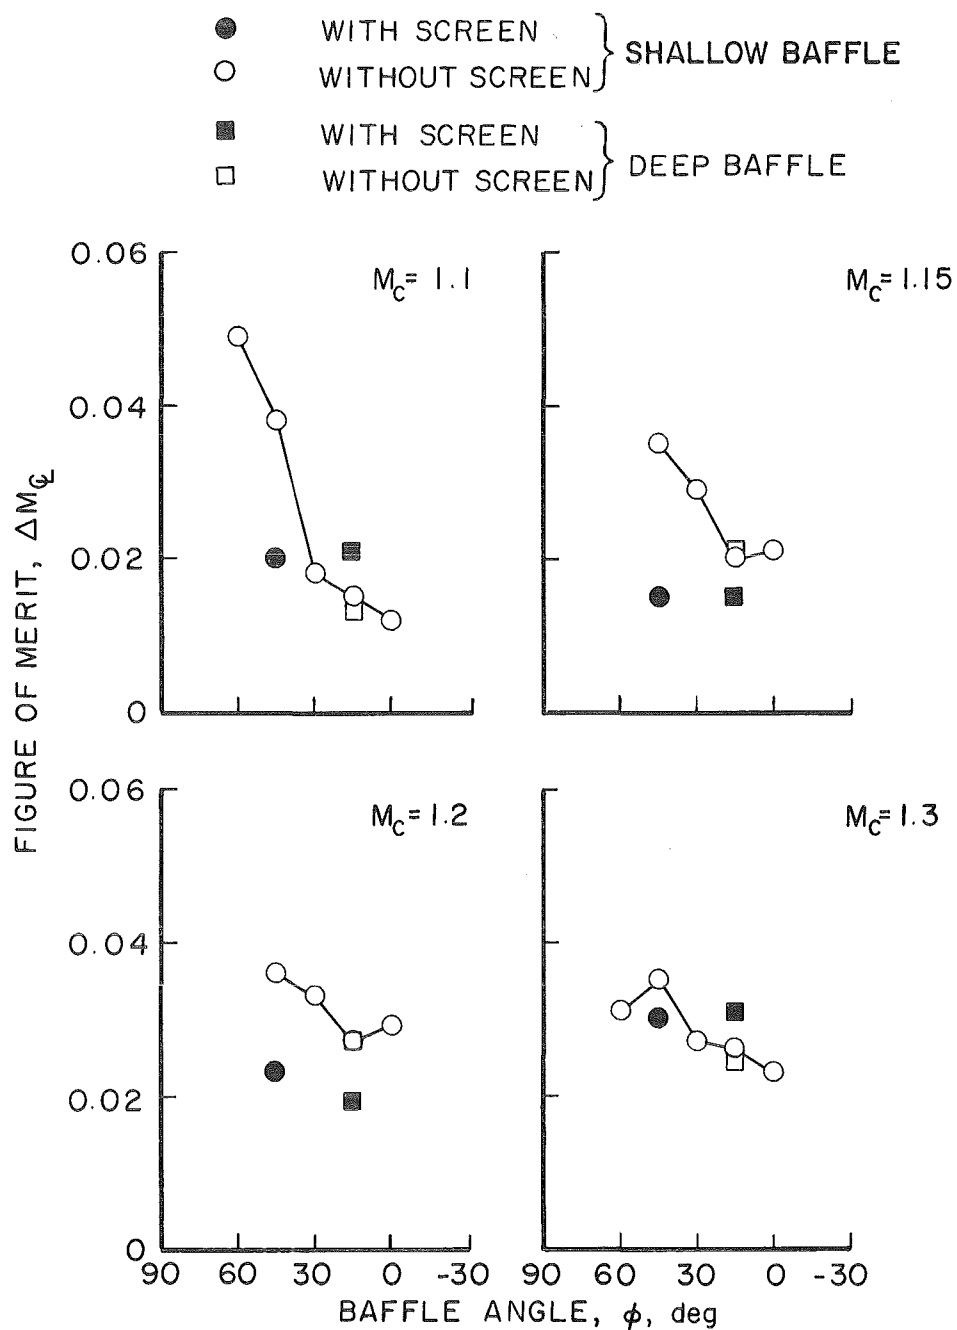 WITH SCREEN
WITHOUT SCREEN
SHALLOW BAFFLE
WITH SCREEN
WITHOUT SCREEN
DEEP BAFFLE
FIGURE OF MERIT, ΔM℄
0.06
0.04
0.02
0
M_C = 1.1
M_C = 1.15
0.06
0.04
0.02
0
M_C = 1.2
M_C = 1.3
90 60 30 0 -30
90 60 30 0 -30
BAFFLE ANGLE, ϕ, deg